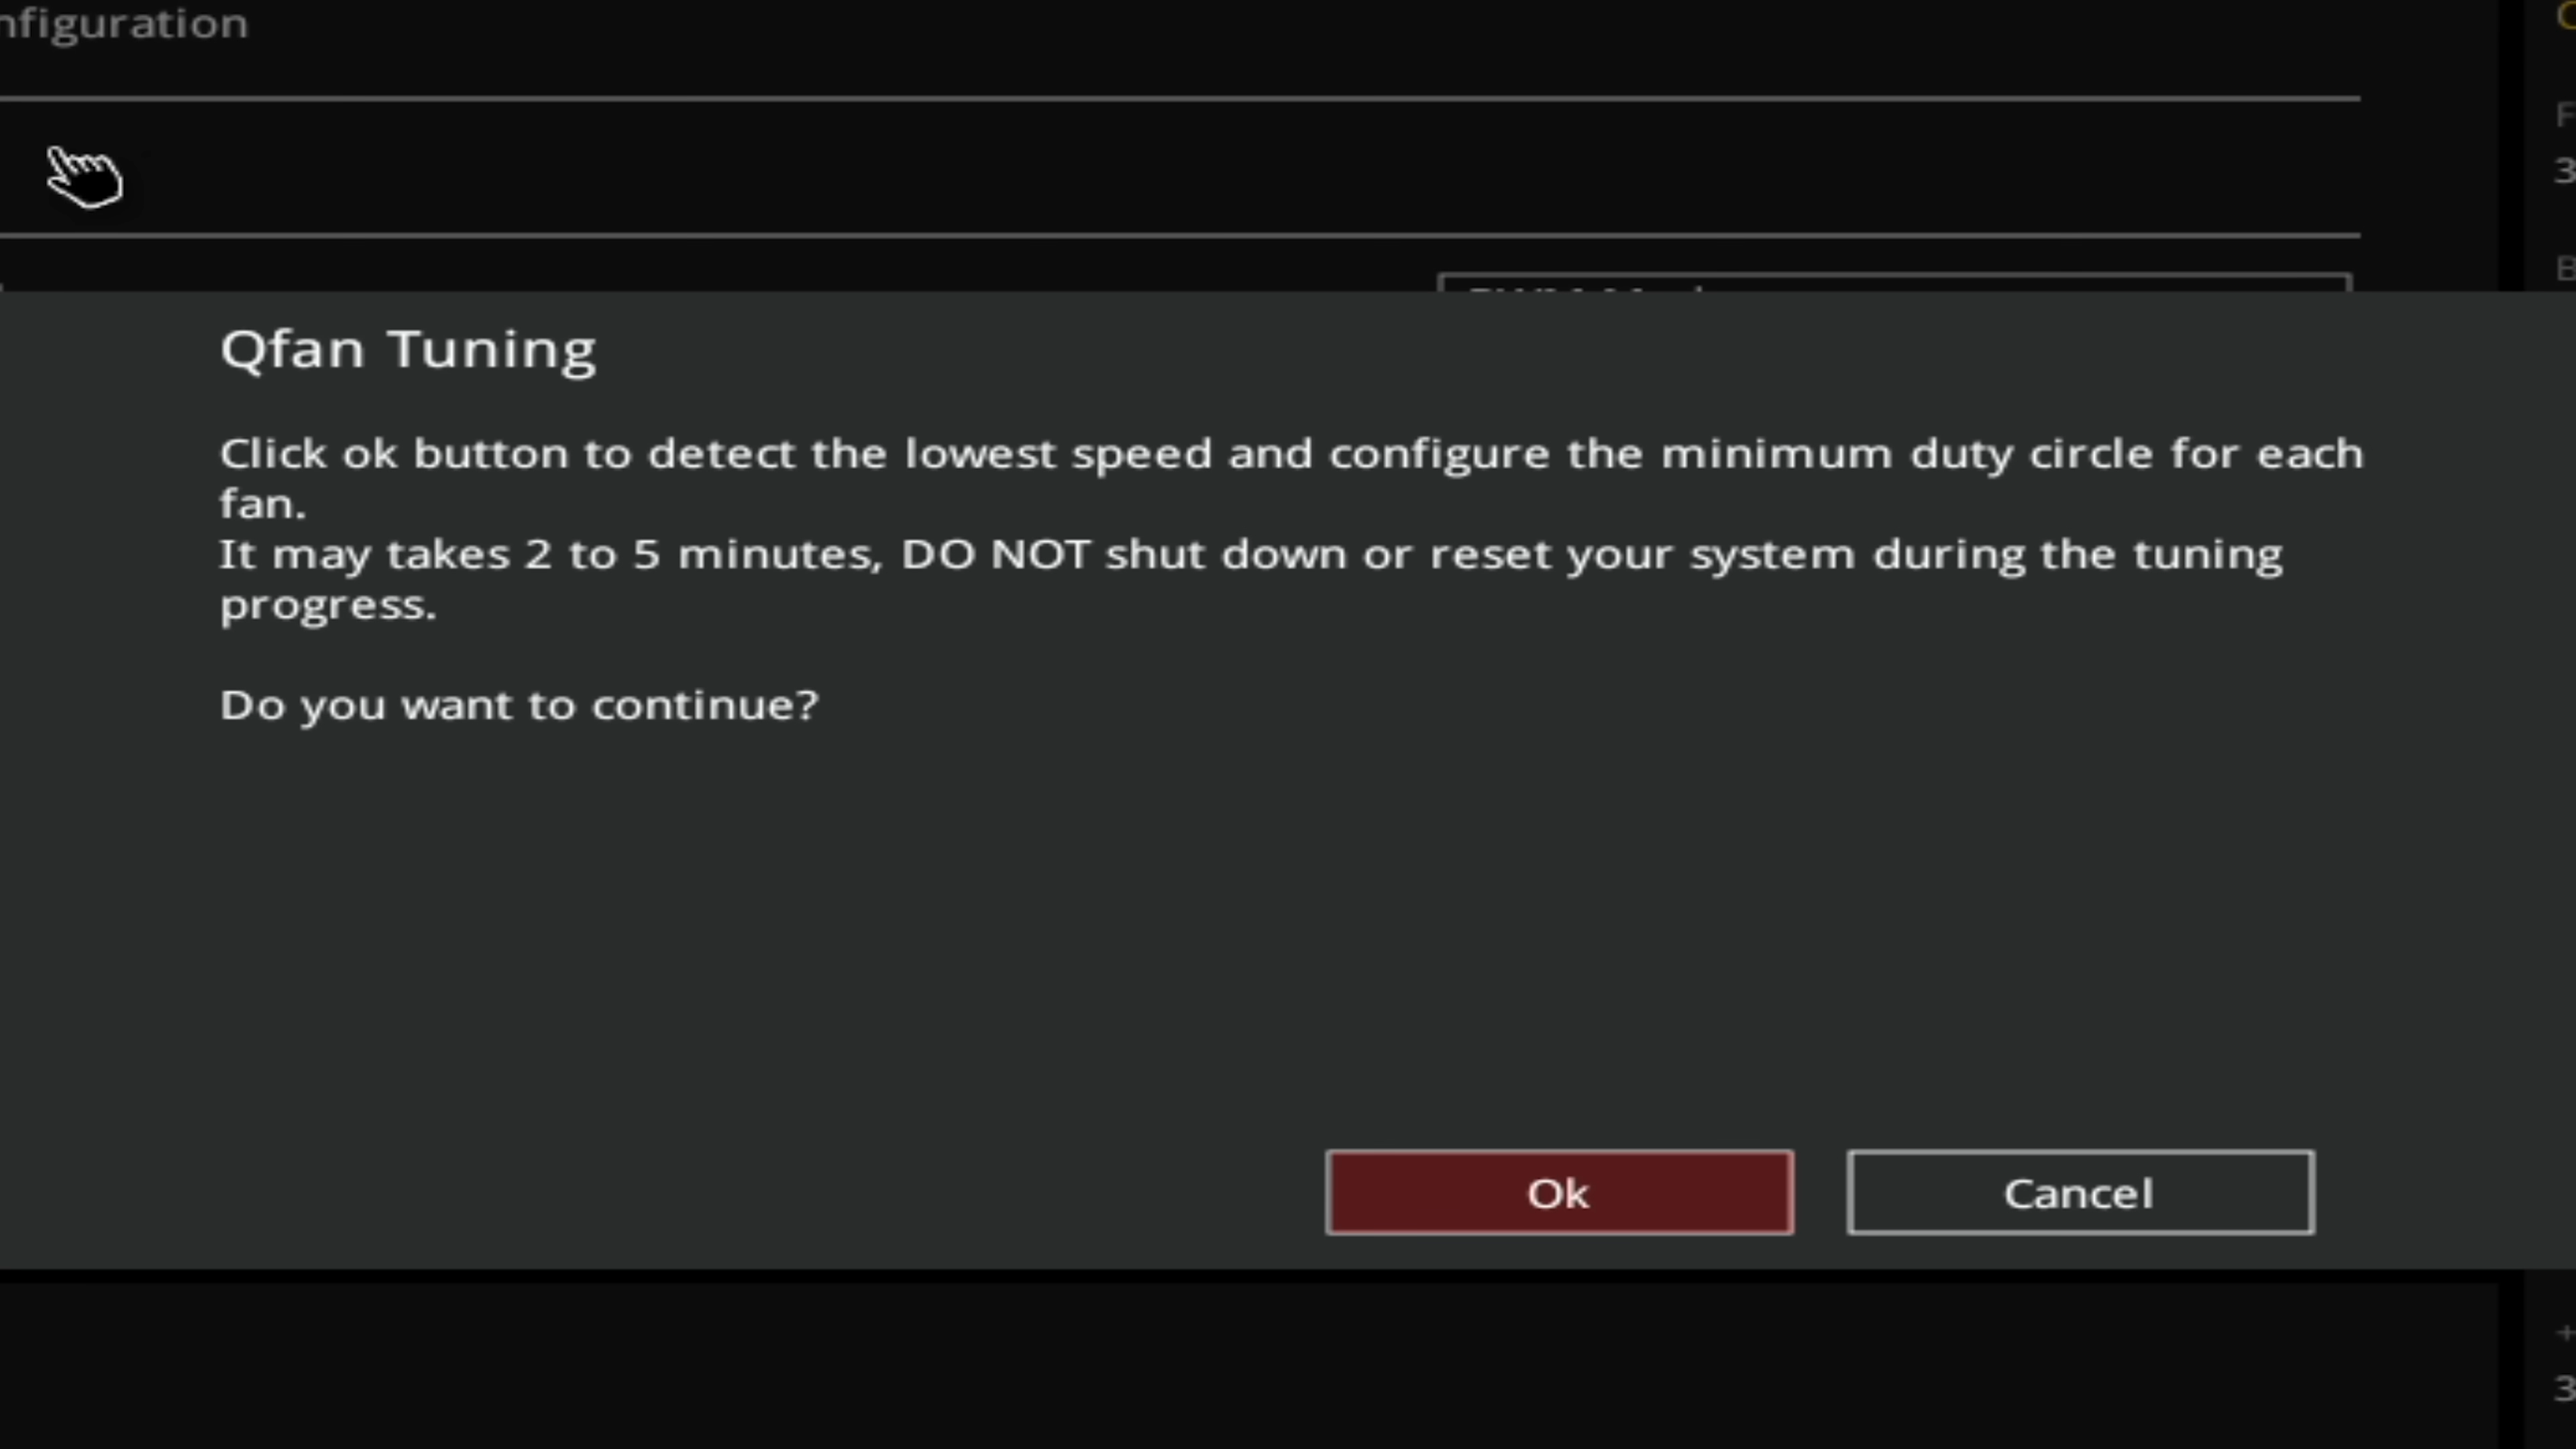 nfiguration
Qfan Tuning
Click ok button to detect the lowest speed and configure the minimum duty circle for each
fan.
It may takes 2 to 5 minutes, DO NOT shut down or reset your system during the tuning
progress.
Do you want to continue?
Ok
Cancel
3
3